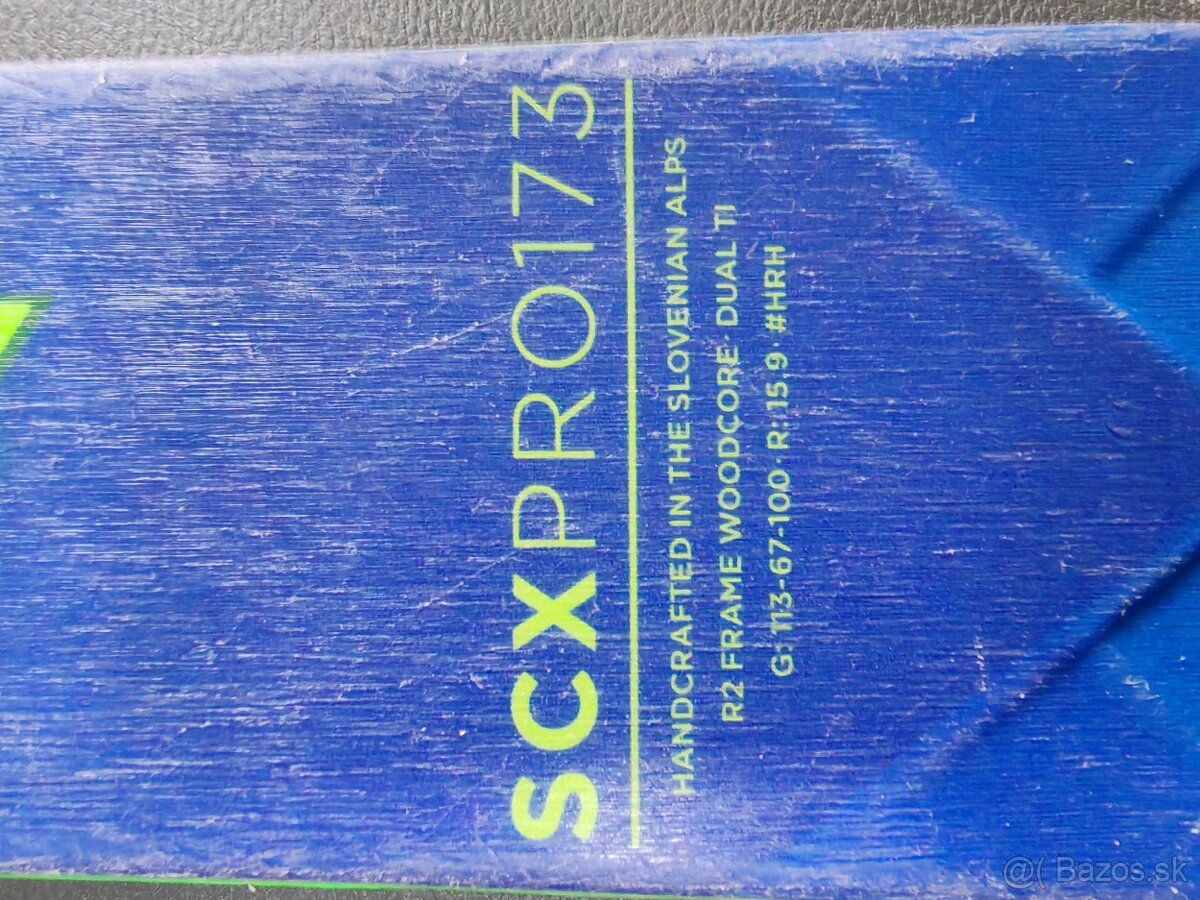 SCXPRO173
HANDCRAFTED IN THE SLOVENIAN ALPS
R2 FRAME WOODCORE · DUAL TI
G: 113-67-100 · R: 15.9 · #HRH
@( Bazos.sk